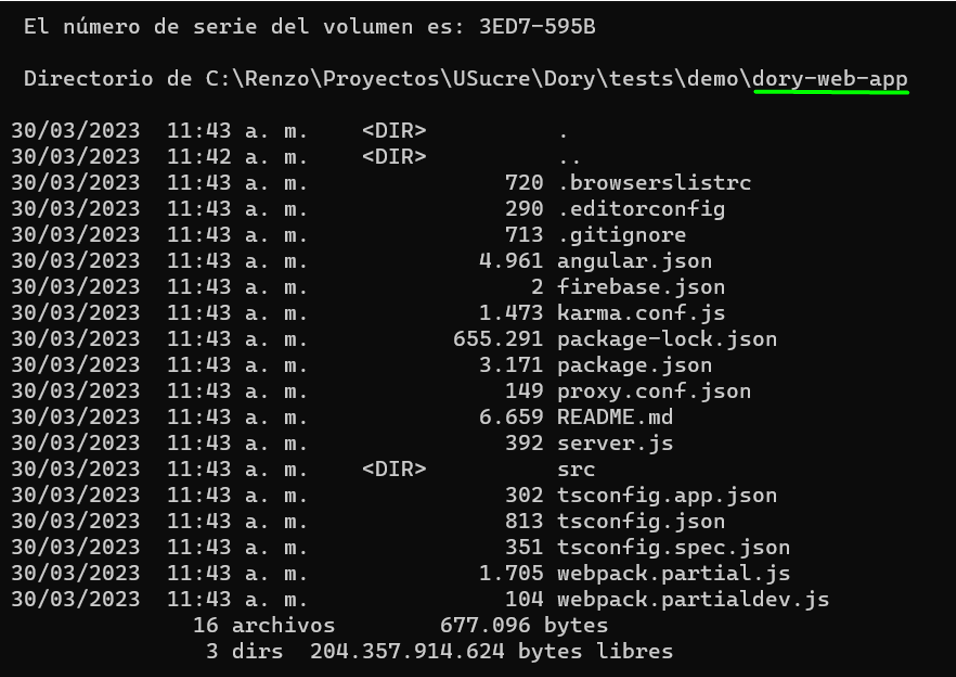 El número de serie del volumen es: 3ED7-595B
Directorio de C:\Renzo\Proyectos\USucre\Dory\tests\demo\dory-web-app
30/03/2023  11:43 a. m.    <DIR>          .
30/03/2023  11:42 a. m.    <DIR>          ..
30/03/2023  11:43 a. m.               720 .browserslistrc
30/03/2023  11:43 a. m.               290 .editorconfig
30/03/2023  11:43 a. m.               713 .gitignore
30/03/2023  11:43 a. m.             4.961 angular.json
30/03/2023  11:43 a. m.                 2 firebase.json
30/03/2023  11:43 a. m.             1.473 karma.conf.js
30/03/2023  11:43 a. m.           655.291 package-lock.json
30/03/2023  11:43 a. m.             3.171 package.json
30/03/2023  11:43 a. m.               149 proxy.conf.json
30/03/2023  11:43 a. m.             6.659 README.md
30/03/2023  11:43 a. m.               392 server.js
30/03/2023  11:43 a. m.    <DIR>          src
30/03/2023  11:43 a. m.               302 tsconfig.app.json
30/03/2023  11:43 a. m.               813 tsconfig.json
30/03/2023  11:43 a. m.               351 tsconfig.spec.json
30/03/2023  11:43 a. m.             1.705 webpack.partial.js
30/03/2023  11:43 a. m.               104 webpack.partialdev.js
16 archivos        677.096 bytes
3 dirs  204.357.914.624 bytes libres